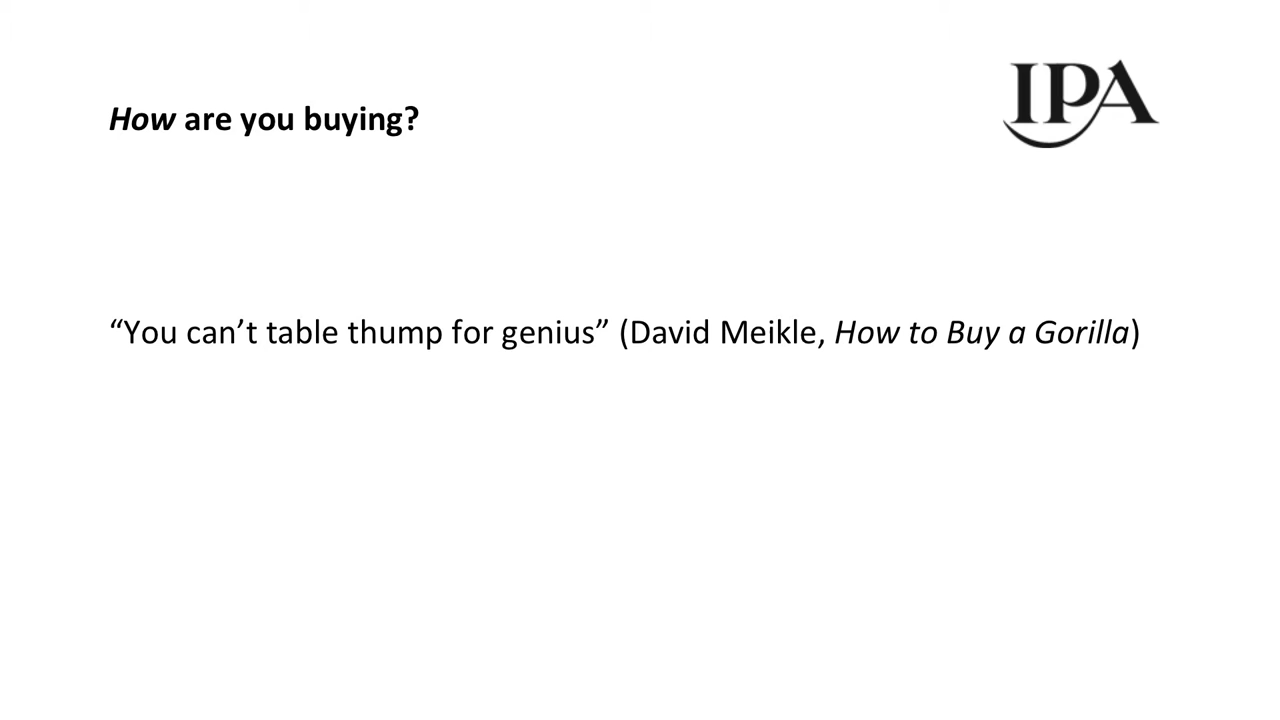 IPA
How are you buying?
“You can’t table thump for genius” (David Meikle, How to Buy a Gorilla)